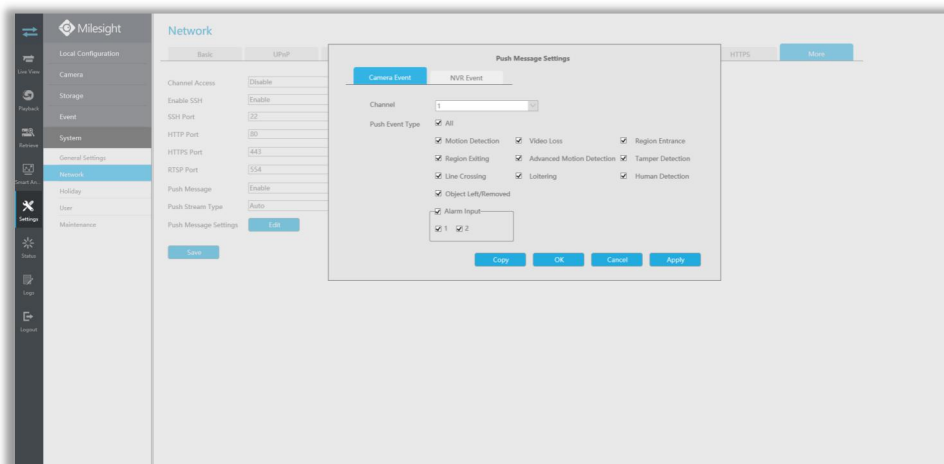 Milesight
Network
Local Configuration
Camera
Storage
Event
System
General Settings
Network
Holiday
User
Maintenance
Live View
Playback
Retrieve
Smart An...
Settings
Status
Logs
Logout
Basic
UPnP
HTTPS
More
Channel Access Disable
Enable SSH Enable
SSH Port 22
HTTP Port 80
HTTPS Port 443
RTSP Port 554
Push Message Enable
Push Stream Type Auto
Push Message Settings Edit
Save
Push Message Settings
Camera Event NVR Event
Channel 1
Push Event Type All
Motion Detection Video Loss Region Entrance
Region Exiting Advanced Motion Detection Tamper Detection
Line Crossing Loitering Human Detection
Object Left/Removed
Alarm Input
1 2
Copy OK Cancel Apply